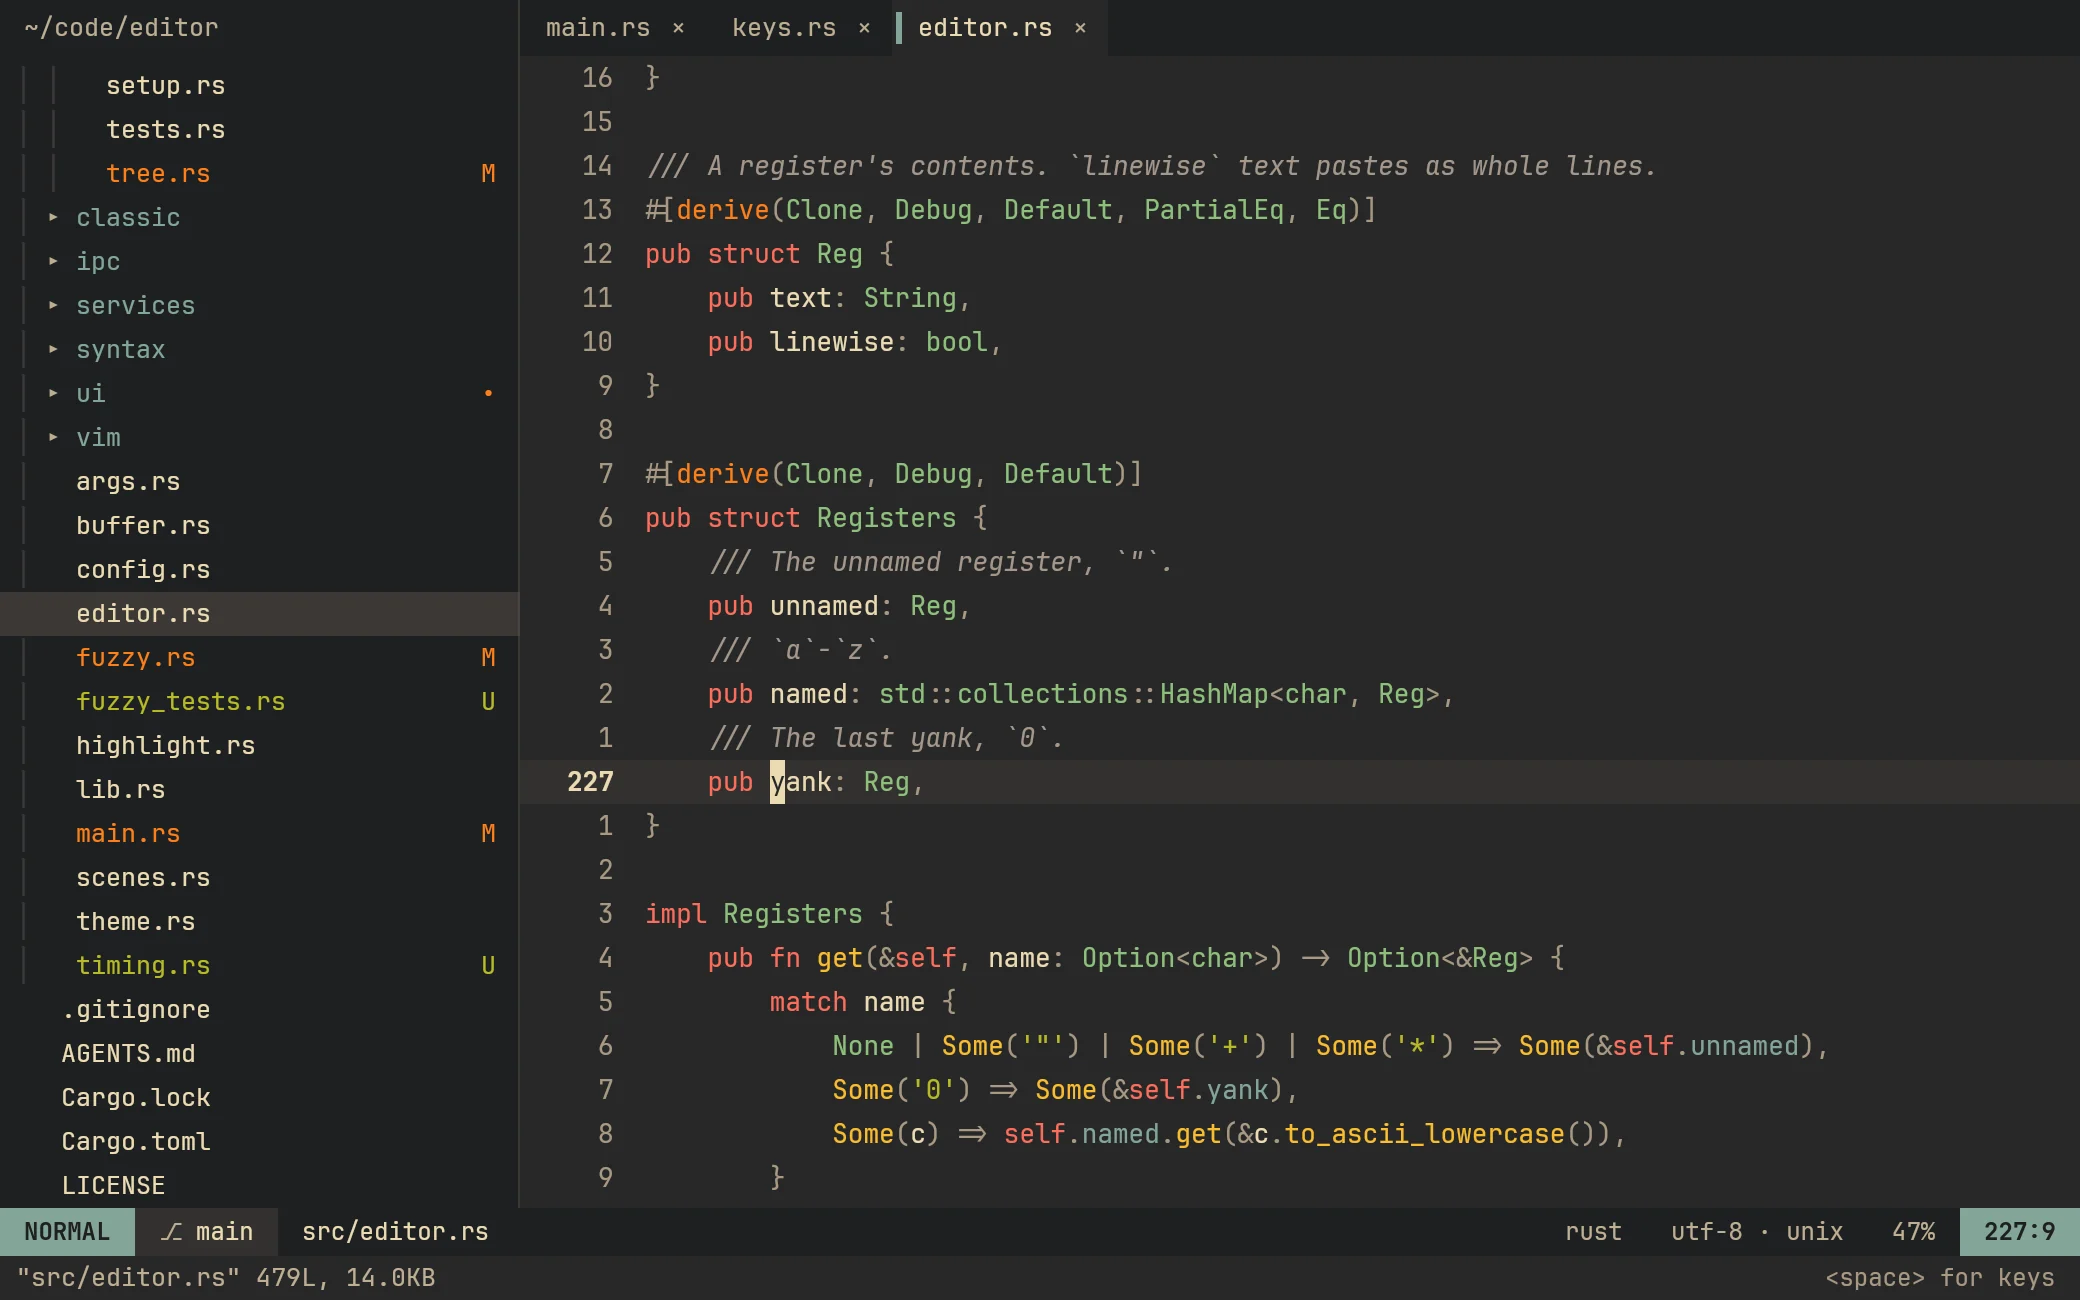 ~/code/editor
setup.rs
tests.rs
tree.rs M
▸ classic
▸ ipc
▸ services
▸ syntax
▸ ui •
▸ vim
args.rs
buffer.rs
config.rs
editor.rs
fuzzy.rs M
fuzzy_tests.rs U
highlight.rs
lib.rs
main.rs M
scenes.rs
theme.rs
timing.rs U
.gitignore
AGENTS.md
Cargo.lock
Cargo.toml
LICENSE
main.rs × keys.rs × editor.rs ×
16 }
15
14 /// A register's contents. `linewise` text pastes as whole lines.
13 #[derive(Clone, Debug, Default, PartialEq, Eq)]
12 pub struct Reg {
11     pub text: String,
10     pub linewise: bool,
9 }
8
7 #[derive(Clone, Debug, Default)]
6 pub struct Registers {
5     /// The unnamed register, `"`.
4     pub unnamed: Reg,
3     /// `a`-`z`.
2     pub named: std::collections::HashMap<char, Reg>,
1     /// The last yank, `0`.
227     pub yank: Reg,
1 }
2
3 impl Registers {
4     pub fn get(&self, name: Option<char>) -> Option<&Reg> {
5         match name {
6             None | Some('"') | Some('+') | Some('*') => Some(&self.unnamed),
7             Some('0') => Some(&self.yank),
8             Some(c) => self.named.get(&c.to_ascii_lowercase()),
9         }
NORMAL ⎇ main src/editor.rs rust utf-8 · unix 47% 227:9
"src/editor.rs" 479L, 14.0KB <space> for keys